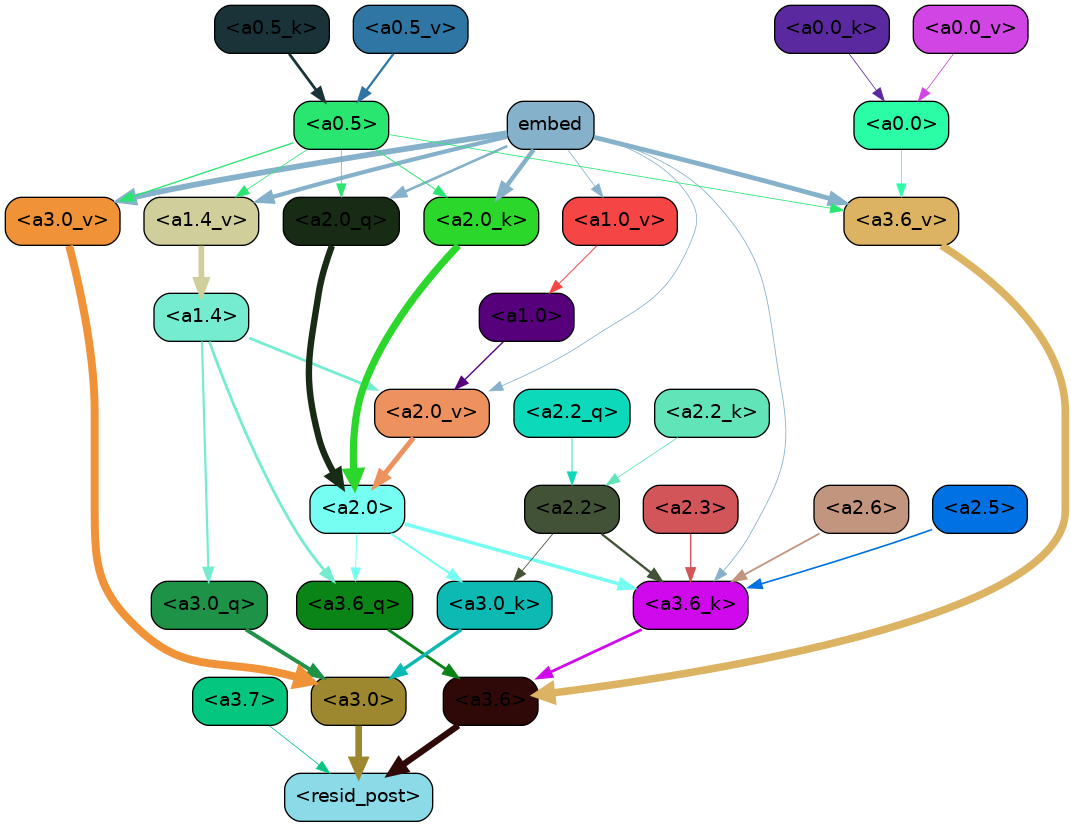 <a0.5_k> <a0.5_v> <a0.0_k> <a0.0_v>
<a0.5> embed <a0.0>
<a3.0_v> <a1.4_v> <a2.0_q> <a2.0_k> <a1.0_v> <a3.6_v>
<a1.4> <a1.0>
<a2.0_v> <a2.2_q> <a2.2_k>
<a2.0> <a2.2> <a2.3> <a2.6> <a2.5>
<a3.0_q> <a3.6_q> <a3.0_k> <a3.6_k>
<a3.7> <a3.0> <a3.6>
<resid_post>